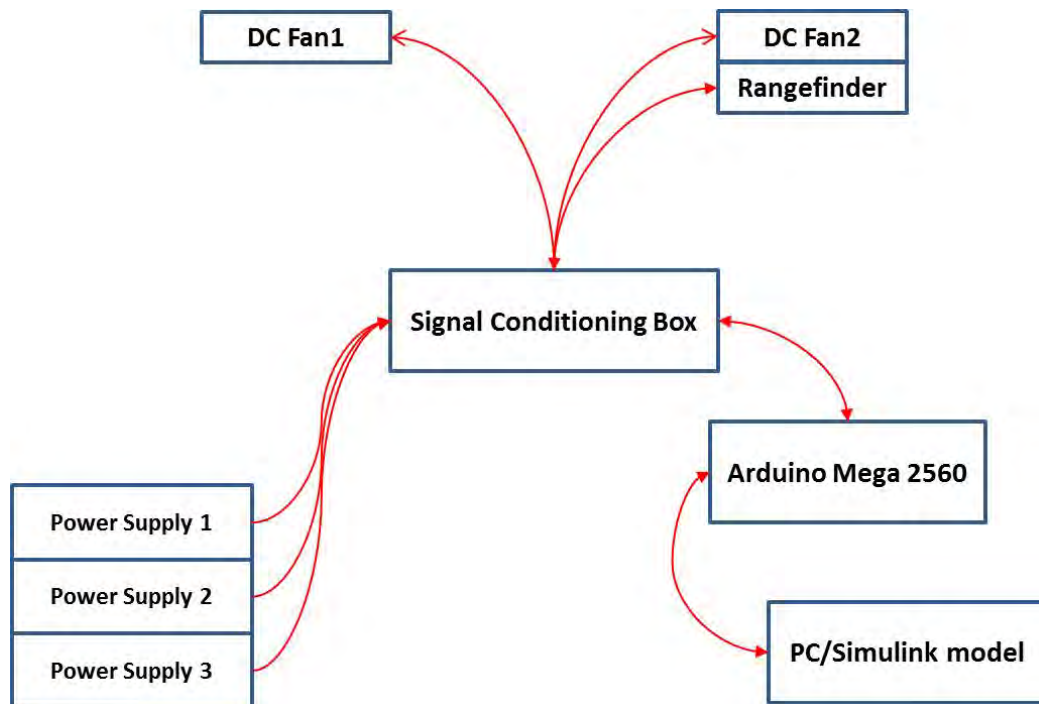 DC Fan1
DC Fan2
Rangefinder
Signal Conditioning Box
Arduino Mega 2560
Power Supply 1
Power Supply 2
Power Supply 3
PC/Simulink model